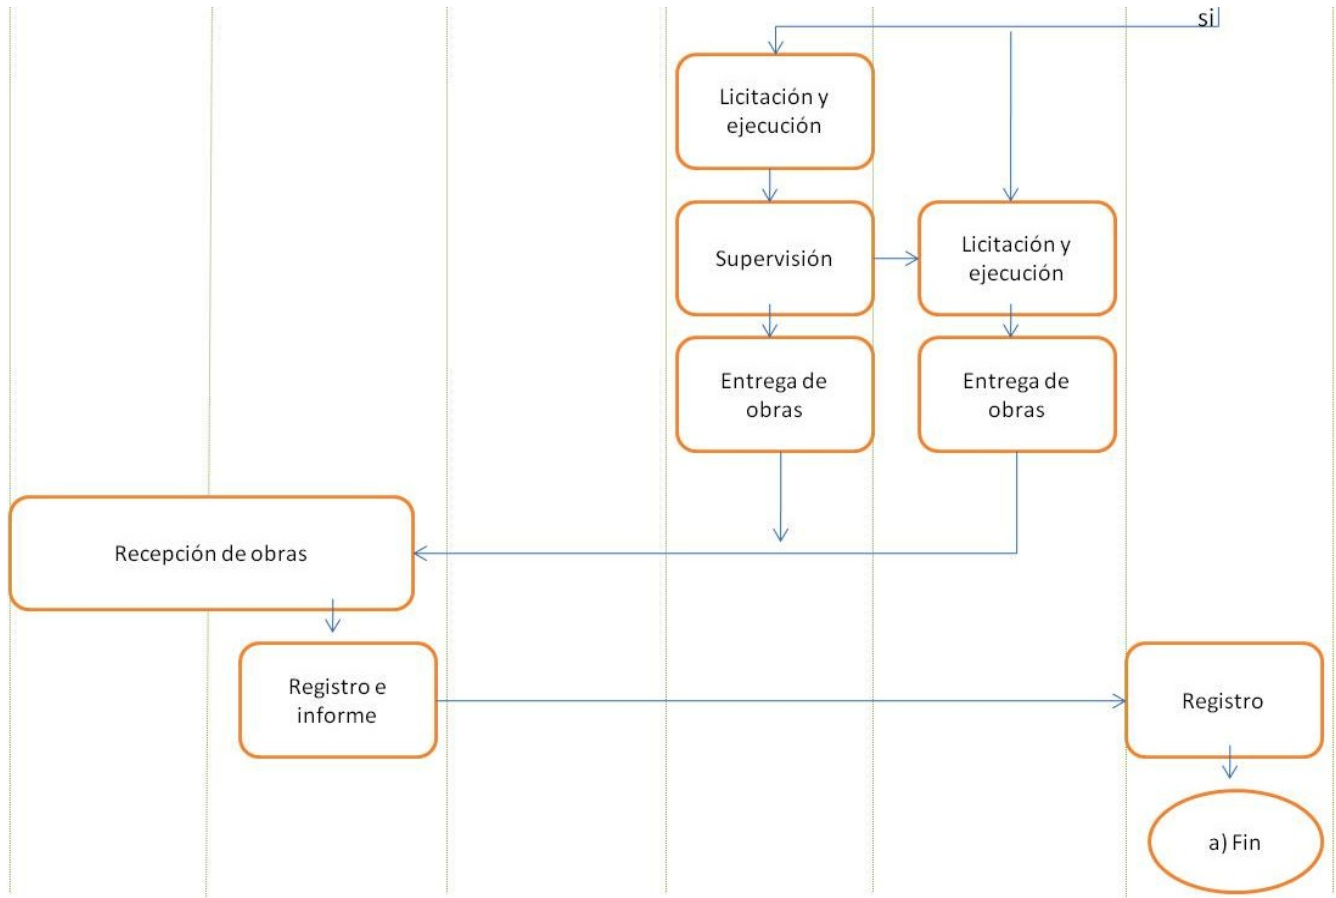 si
Licitación y
ejecución
Supervisión
Licitación y
ejecución
Entrega de
obras
Entrega de
obras
Recepción de obras
Registro e
informe
Registro
a) Fin